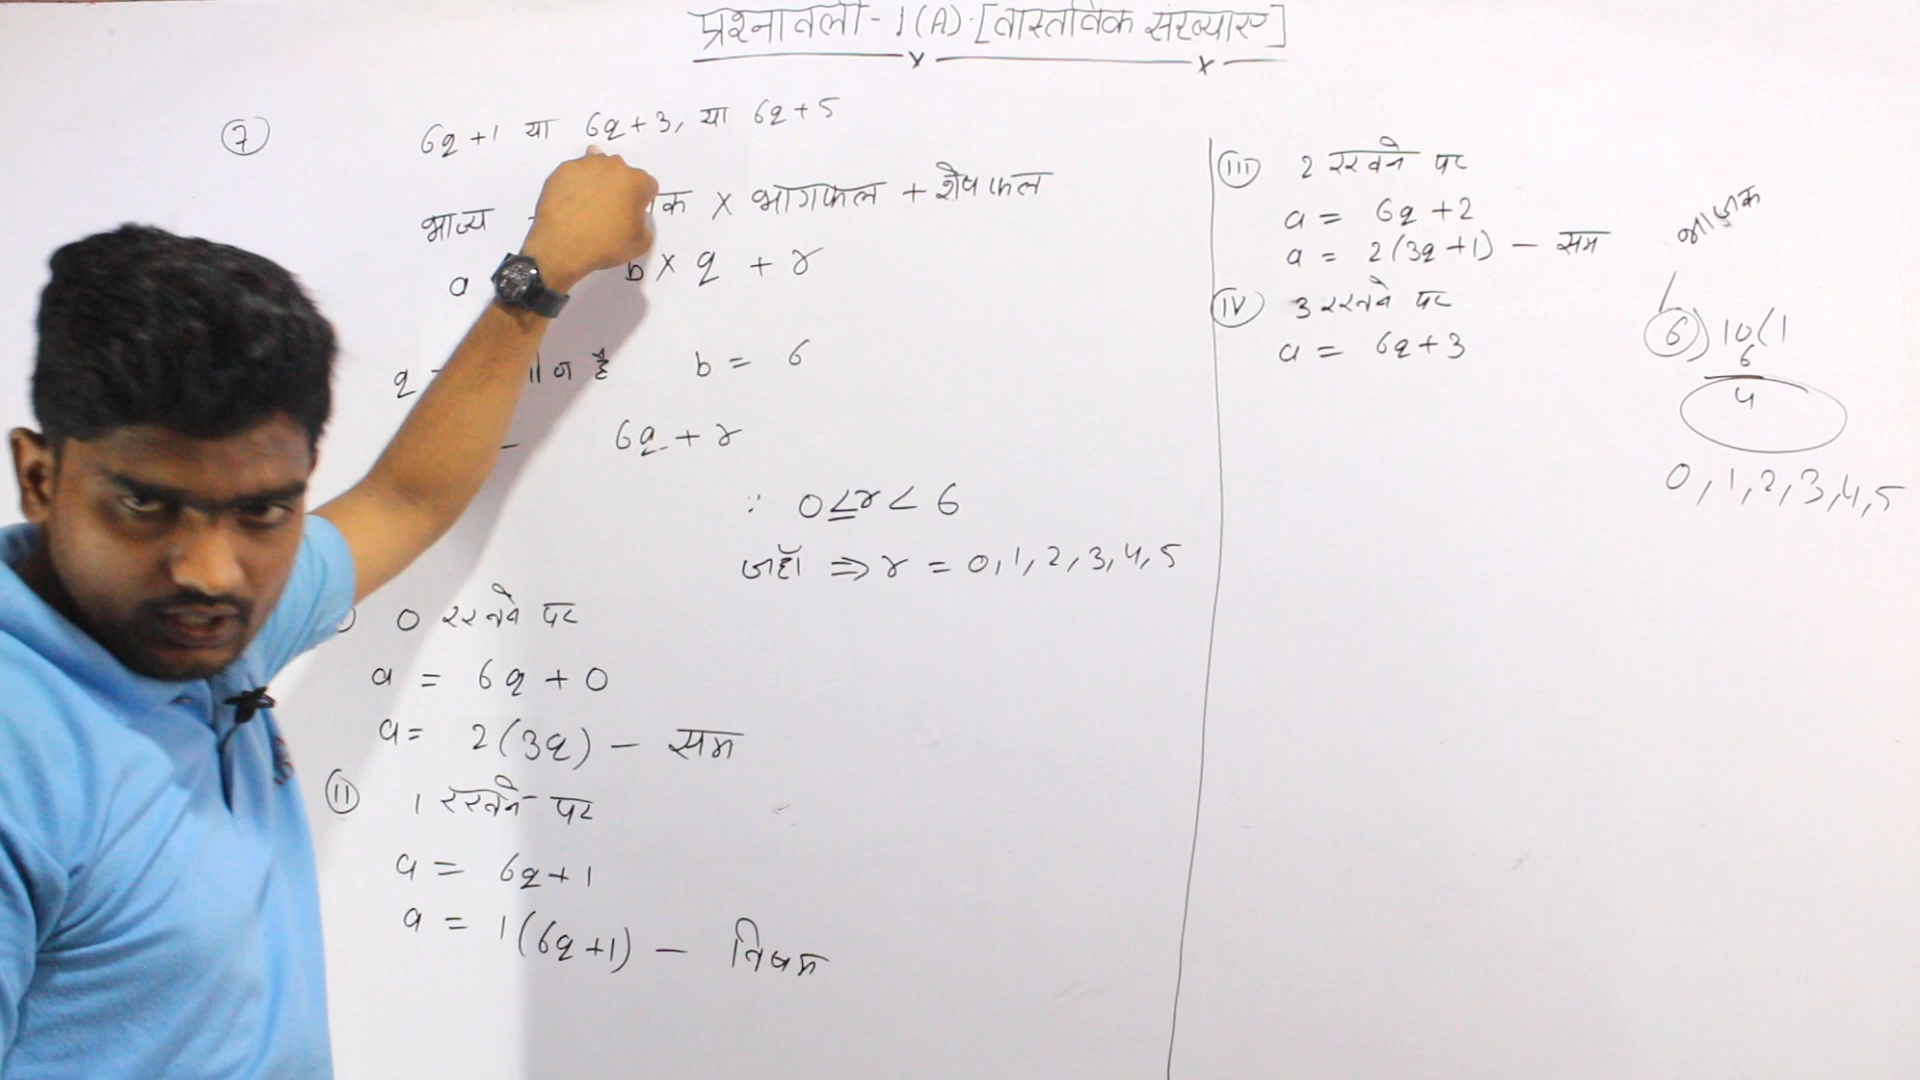 प्रश्नावली - 1(A) [वास्तविक संख्याए]
7
6q+1 या 6q+3, या 6q+5
भाज्य क × भागफल + शेषफल
a b × q + r
q है b = 6
6q + r
∵ 0 ≤ r < 6
जहाँ ⇒ r = 0,1,2,3,4,5
0 रखने पर
a = 6q + 0
a = 2(3q) - सम
(II) 1 रखने पर
a = 6q+1
a = 1(6q+1) - विषम
(III) 2 रखने पर
a = 6q+2
a = 2(3q+1) - सम
(IV) 3 रखने पर
a = 6q+3
भाजक
6)10(1
6
4
0,1,2,3,4,5